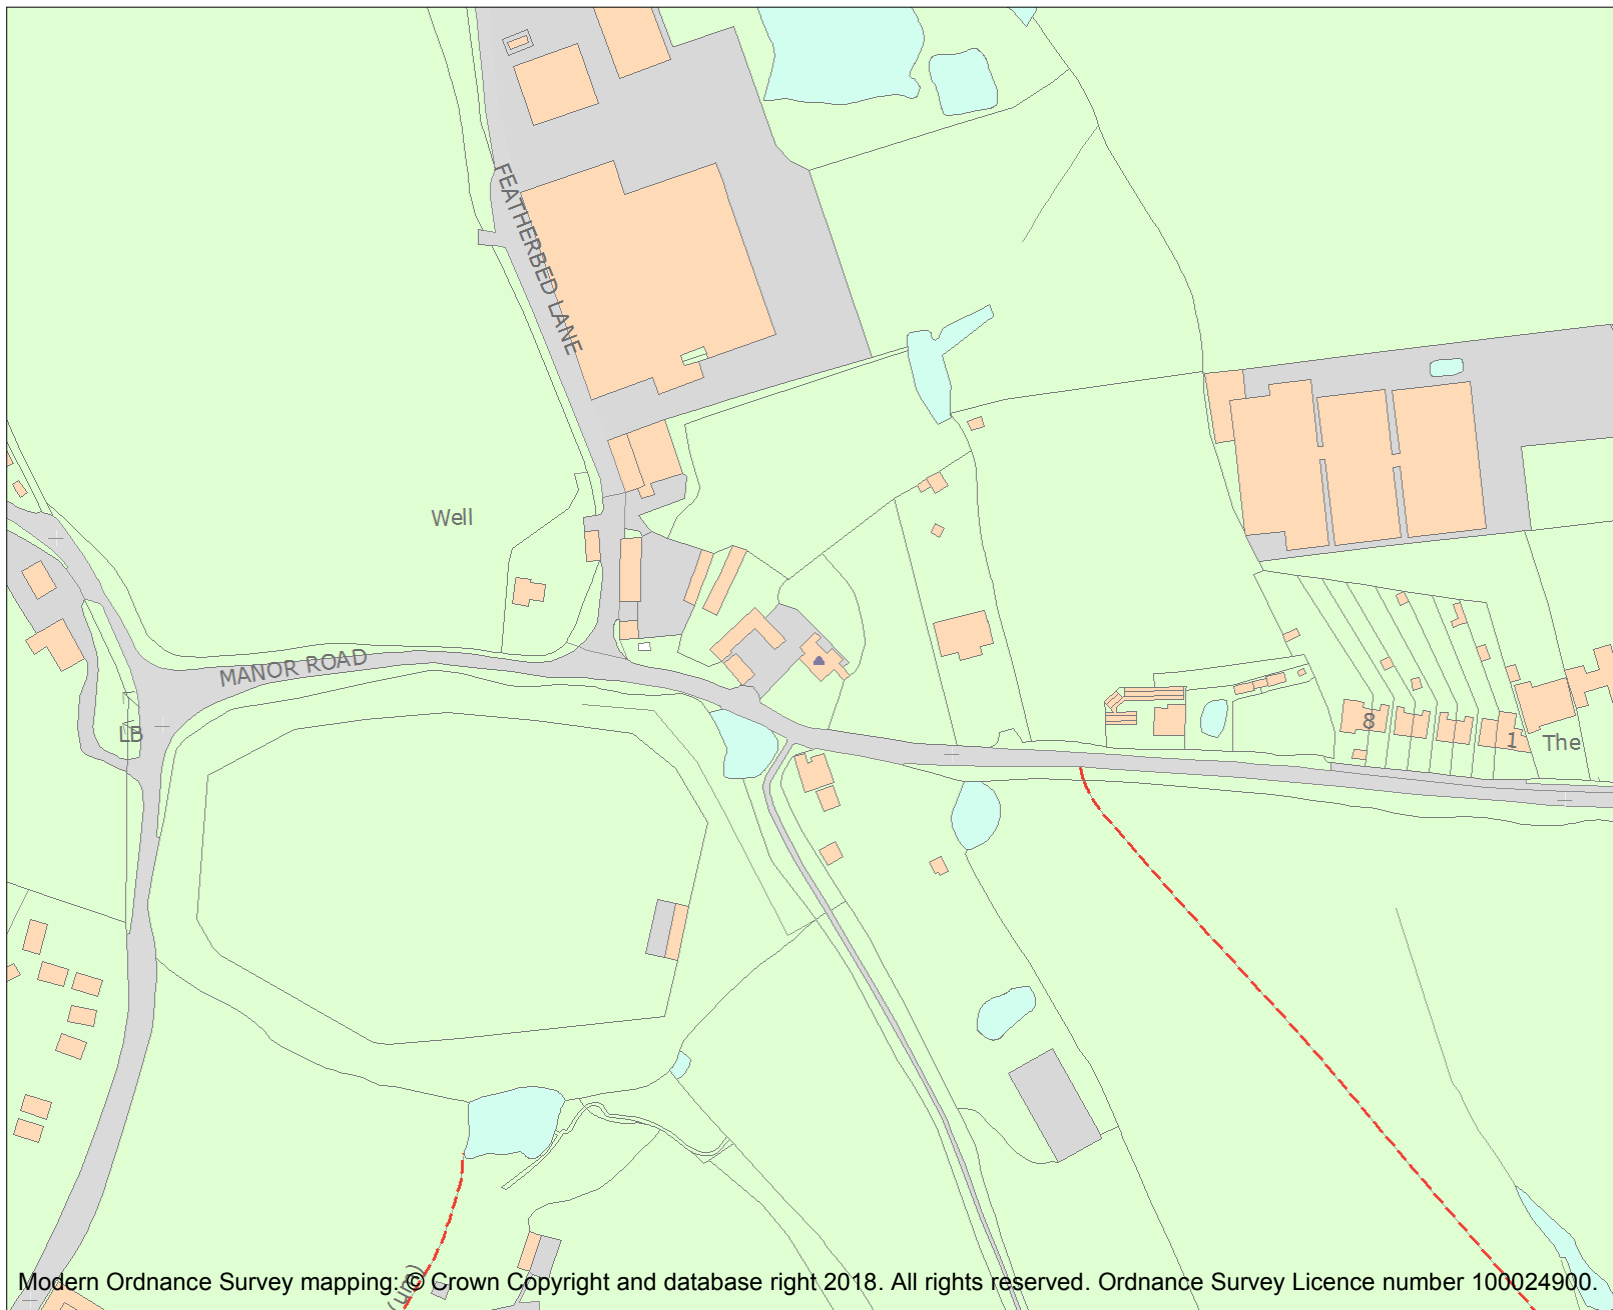 FEATHERBED LANE
Well
MANOR ROAD
LB
8
1
The
(um)
Modern Ordnance Survey mapping: © Crown Copyright and database right 2018. All rights reserved. Ordnance Survey Licence number 100024900.